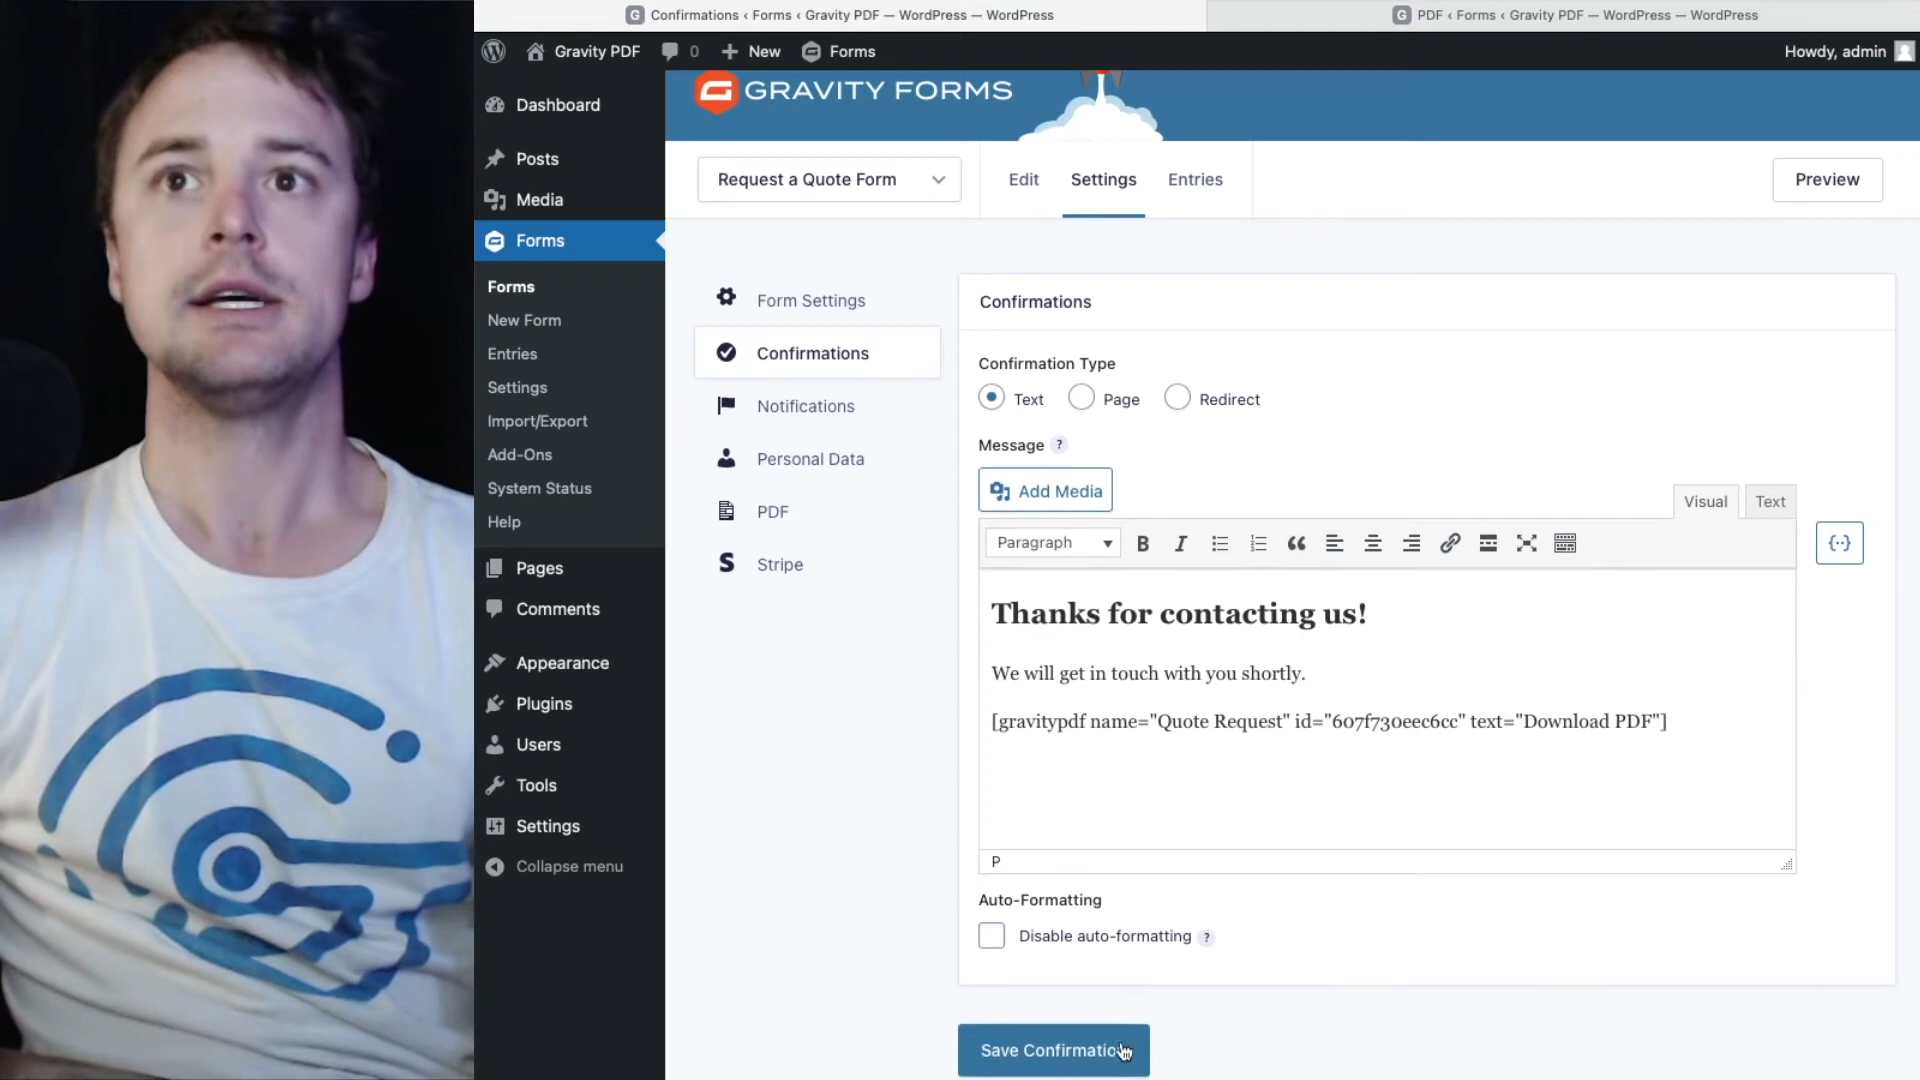 Confirmations ‹ Forms ‹ Gravity PDF — WordPress — WordPress
PDF ‹ Forms ‹ Gravity PDF — WordPress — WordPress
Gravity PDF
0
New
Forms
Howdy, admin
Dashboard
Posts
Media
Forms
Forms
New Form
Entries
Settings
Import/Export
Add-Ons
System Status
Help
Pages
Comments
Appearance
Plugins
Users
Tools
Settings
Collapse menu
GRAVITY FORMS
Request a Quote Form
Edit
Settings
Entries
Preview
Form Settings
Confirmations
Notifications
Personal Data
PDF
Stripe
Confirmations
Confirmation Type
Text
Page
Redirect
Message ?
Add Media
Visual
Text
Paragraph
Thanks for contacting us!
We will get in touch with you shortly.
[gravitypdf name="Quote Request" id="607f730eec6cc" text="Download PDF"]
P
Auto-Formatting
Disable auto-formatting ?
Save Confirmation